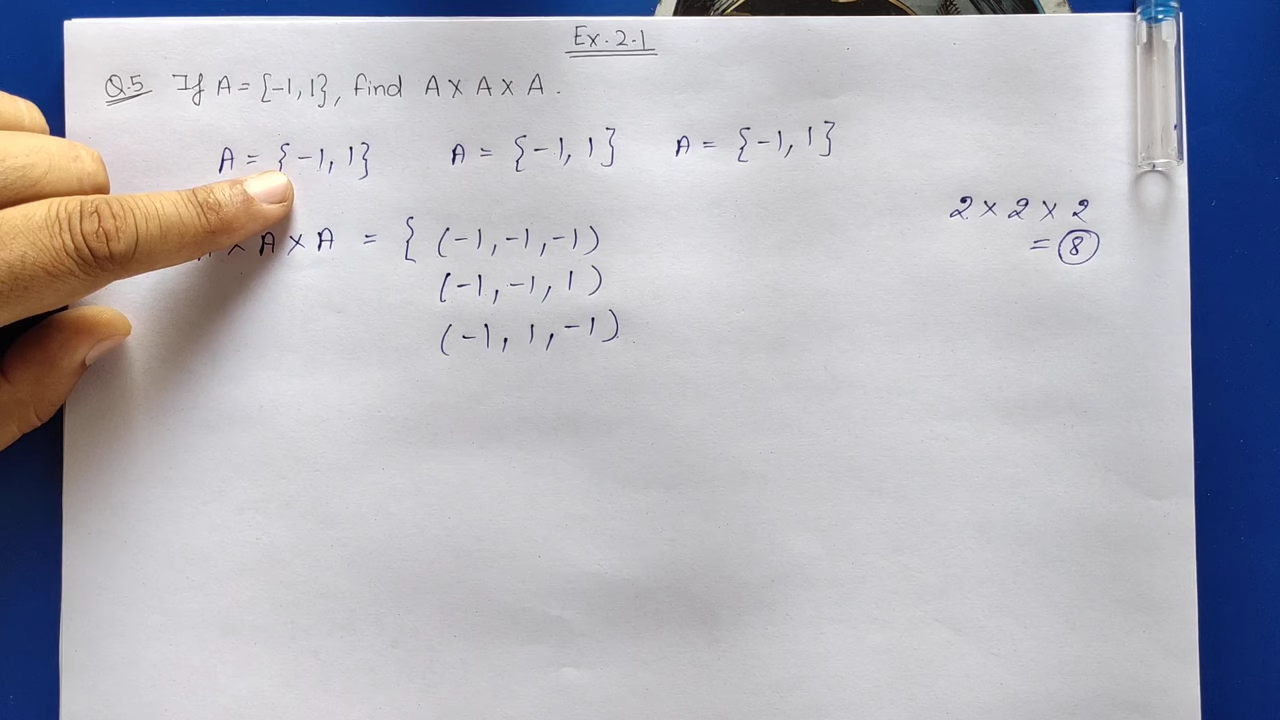 Ex. 2.1
Q.5 If A = {-1, 1}, find A × A × A.
A = {-1, 1} A = {-1, 1} A = {-1, 1}
2 × 2 × 2
= 8
× A × A = { (-1, -1, -1)
(-1, -1, 1)
(-1, 1, -1)